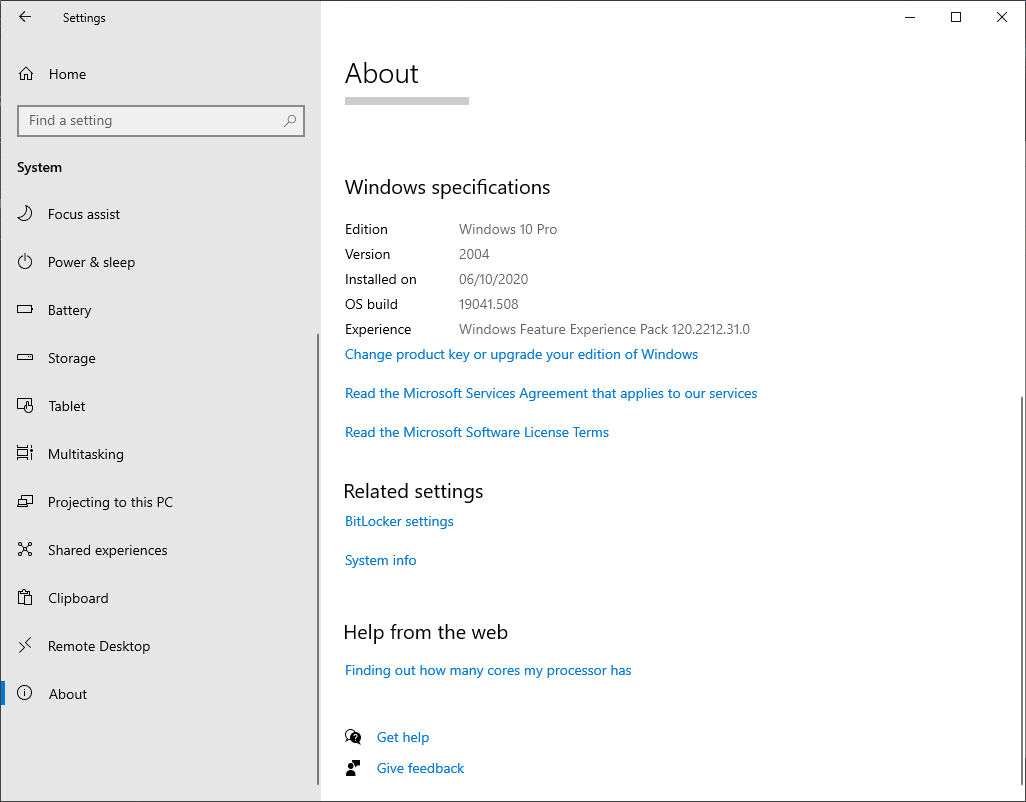 Settings
Home
Find a setting
System
Focus assist
Power & sleep
Battery
Storage
Tablet
Multitasking
Projecting to this PC
Shared experiences
Clipboard
Remote Desktop
About
About
Windows specifications
Edition Windows 10 Pro
Version 2004
Installed on 06/10/2020
OS build 19041.508
Experience Windows Feature Experience Pack 120.2212.31.0
Change product key or upgrade your edition of Windows
Read the Microsoft Services Agreement that applies to our services
Read the Microsoft Software License Terms
Related settings
BitLocker settings
System info
Help from the web
Finding out how many cores my processor has
Get help
Give feedback